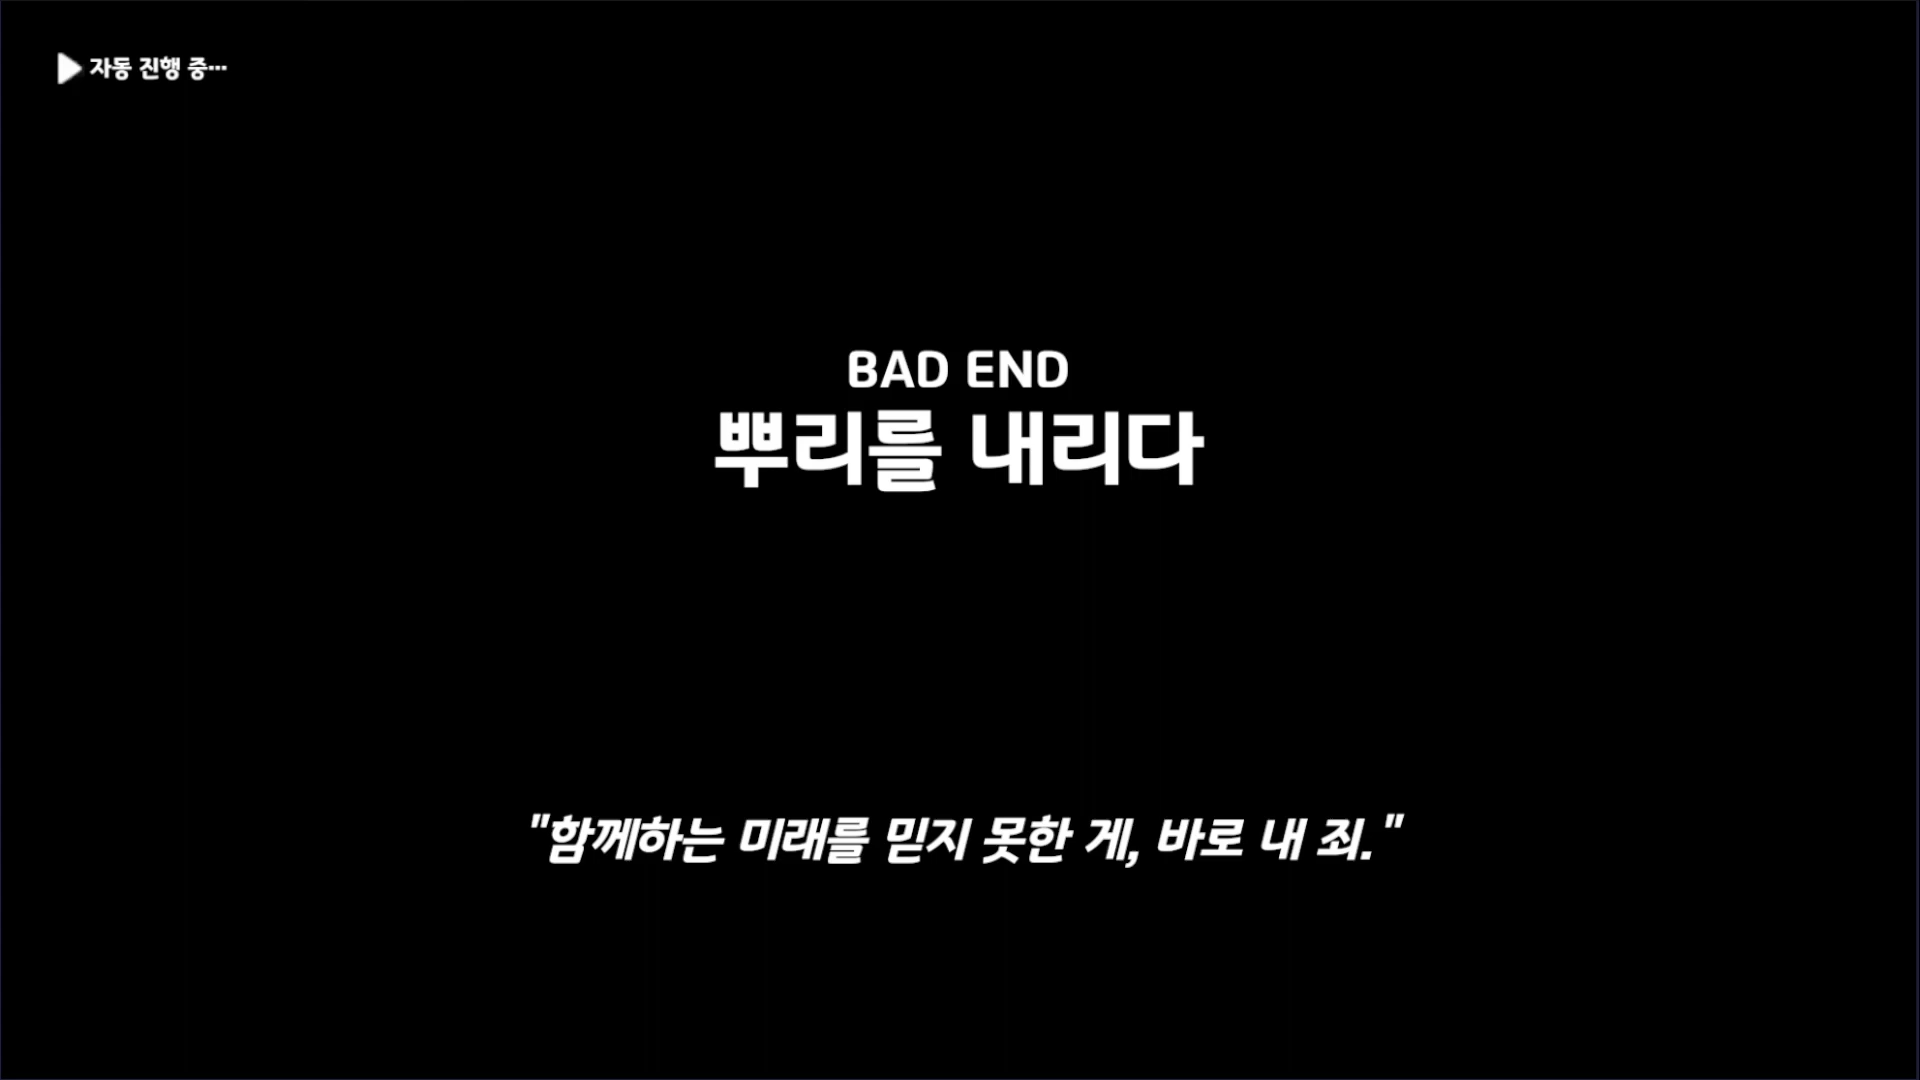 자동 진행 중···
BAD END
뿌리를 내리다
"함께하는 미래를 믿지 못한 게, 바로 내 죄."